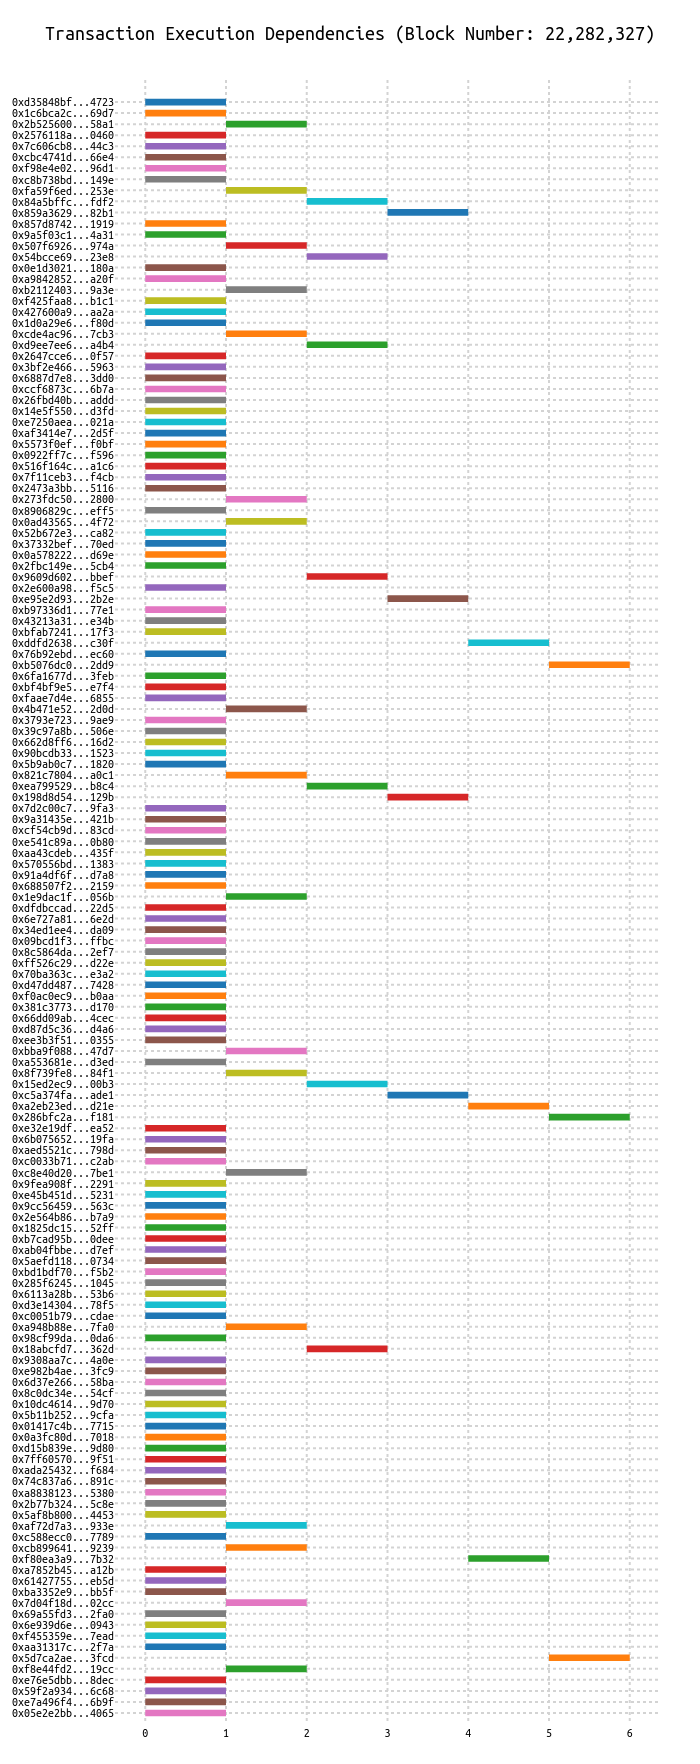 Transaction Execution Dependencies (Block Number: 22,282,327)
0xd35848bf...4723
0x1c6bca2c...69d7
0x2b525600...58a1
0x2576118a...0460
0x7c606cb8...44c3
0xcbc4741d...66e4
0xf98e4e02...96d1
0xc8b738bd...149e
0xfa59f6ed...253e
0x84a5bffc...fdf2
0x859a3629...82b1
0x857d8742...1919
0x9a5f03c1...4a31
0x507f6926...974a
0x54bcce69...23e8
0x0e1d3021...180a
0xa9842852...a20f
0xb2112403...9a3e
0xf425faa8...b1c1
0x427600a9...aa2a
0x1d0a29e6...f80d
0xcde4ac96...7cb3
0xd9ee7ee6...a4b4
0x2647cce6...0f57
0x3bf2e466...5963
0x6887d7e8...3dd0
0xccf6873c...6b7a
0x26fbd40b...addd
0x14e5f550...d3fd
0xe7250aea...021a
0xaf3414e7...2d5f
0x5573f0ef...f0bf
0x0922ff7c...f596
0x516f164c...a1c6
0x7f11ceb3...f4cb
0x2473a3bb...5116
0x273fdc50...2800
0x8906829c...eff5
0x0ad43565...4f72
0x52b672e3...ca82
0x37332bef...70ed
0x0a578222...d69e
0x2fbc149e...5cb4
0x9609d602...bbef
0x2e600a98...f5c5
0xe95e2d93...2b2e
0xb97336d1...77e1
0x43213a31...e34b
0xbfab7241...17f3
0xddfd2638...c30f
0x76b92ebd...ec60
0xb5076dc0...2dd9
0x6fa1677d...3feb
0xbf4bf9e5...e7f4
0xfaae7d4e...6855
0x4b471e52...2d0d
0x3793e723...9ae9
0x39c97a8b...506e
0x662d8ff6...16d2
0x90bcdb33...1523
0x5b9ab0c7...1820
0x821c7804...a0c1
0xea799529...b8c4
0x198d8d54...129b
0x7d2c00c7...9fa3
0x9a31435e...421b
0xcf54cb9d...83cd
0xe541c89a...0b80
0xaa43cdeb...435f
0x570556bd...1383
0x91a4df6f...d7a8
0x688507f2...2159
0x1e9dac1f...056b
0xdfdbccad...22d5
0x6e727a81...6e2d
0x34ed1ee4...da09
0x09bcd1f3...ffbc
0x8c5864da...2ef7
0xff526c29...d22e
0x70ba363c...e3a2
0xd47dd487...7428
0xf0ac0ec9...b0aa
0x381c3773...d170
0x66dd09ab...4cec
0xd87d5c36...d4a6
0xee3b3f51...0355
0xbba9f088...47d7
0xa553681e...d3ed
0x8f739fe8...84f1
0x15ed2ec9...00b3
0xc5a374fa...ade1
0xa2eb23ed...d21e
0x286bfc2a...f181
0xe32e19df...ea52
0x6b075652...19fa
0xaed5521c...798d
0xc0033b71...c2ab
0xc8e40d20...7be1
0x9fea908f...2291
0xe45b451d...5231
0x9cc56459...563c
0x2e564b86...b7a9
0x1825dc15...52ff
0xb7cad95b...0dee
0xab04fbbe...d7ef
0x5aefd118...0734
0xbd1bdf70...f5b2
0x285f6245...1045
0x6113a28b...53b6
0xd3e14304...78f5
0xc0051b79...cdae
0xa948b88e...7fa0
0x98cf99da...0da6
0x18abcfd7...362d
0x9308aa7c...4a0e
0xe982b4ae...3fc9
0x6d37e266...58ba
0x8c0dc34e...54cf
0x10dc4614...9d70
0x5b11b252...9cfa
0x01417c4b...7715
0x0a3fc80d...7018
0xd15b839e...9d80
0x7ff60570...9f51
0xada25432...f684
0x74c837a6...891c
0xa8838123...5380
0x2b77b324...5c8e
0x5af8b800...4453
0xaf72d7a3...933e
0xc588ecc0...7789
0xcb899641...9239
0xf80ea3a9...7b32
0xa7852b45...a12b
0x61427755...eb5d
0xba3352e9...bb5f
0x7d04f18d...02cc
0x69a55fd3...2fa0
0x6e939d6e...0943
0xf455359e...7ead
0xaa31317c...2f7a
0x5d7ca2ae...3fcd
0xf8e44fd2...19cc
0xe76e5dbb...8dec
0x59f2a934...6c68
0xe7a496f4...6b9f
0x05e2e2bb...4065
0 1 2 3 4 5 6